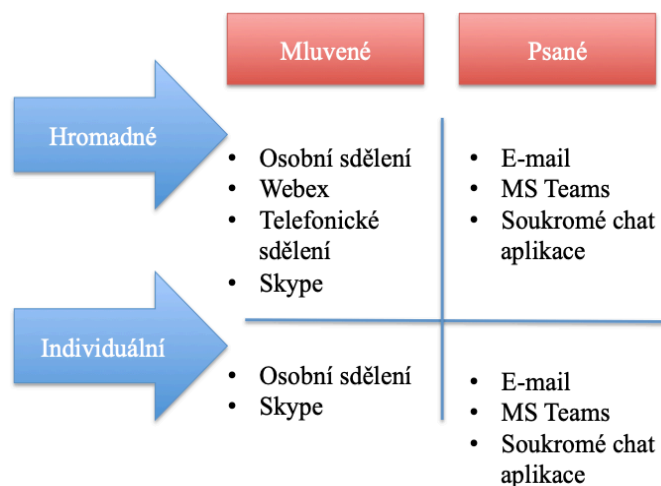 Mluvené
Psané
Hromadné
• Osobní sdělení
• Webex
• Telefonické
sdělení
• Skype
• E-mail
• MS Teams
• Soukromé chat
aplikace
Individuální
• Osobní sdělení
• Skype
• E-mail
• MS Teams
• Soukromé chat
aplikace